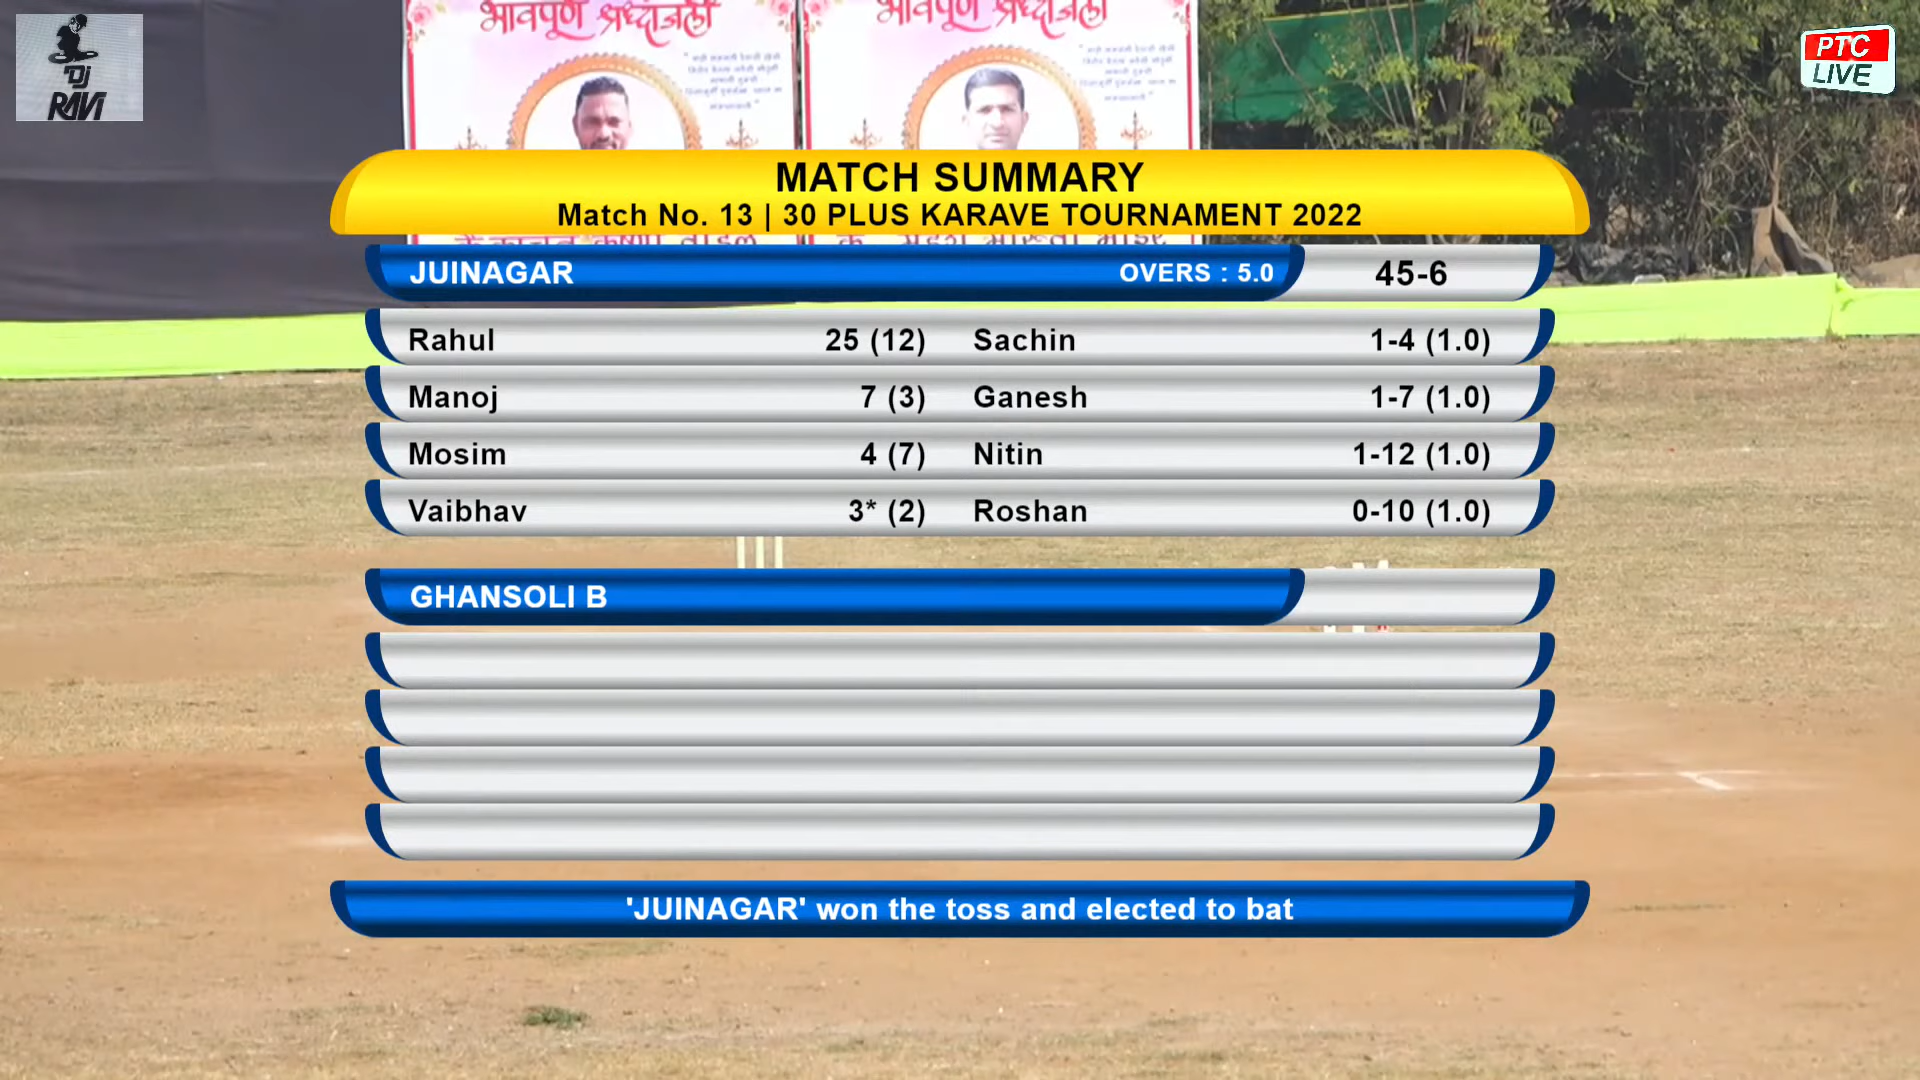 भावपूर्ण श्रध्दांजली
भावपूर्ण श्रध्दांजली
DJ
RAVI
PTC
LIVE
MATCH SUMMARY
Match No. 13 | 30 PLUS KARAVE TOURNAMENT 2022
JUINAGAR OVERS : 5.0 45-6
Rahul 25 (12) Sachin 1-4 (1.0)
Manoj 7 (3) Ganesh 1-7 (1.0)
Mosim 4 (7) Nitin 1-12 (1.0)
Vaibhav 3* (2) Roshan 0-10 (1.0)
GHANSOLI B
'JUINAGAR' won the toss and elected to bat